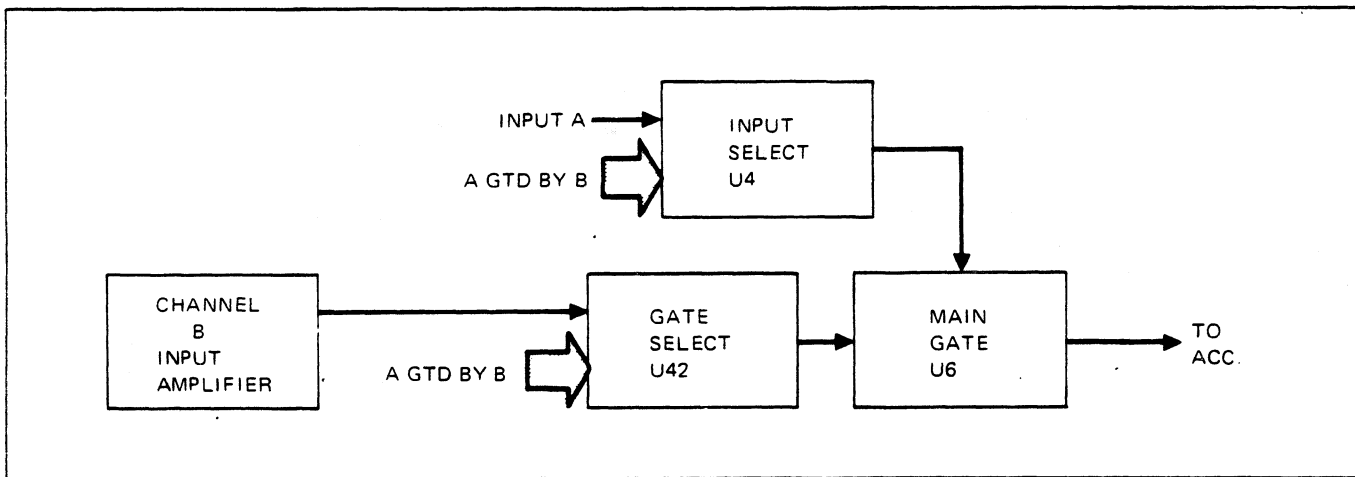 INPUT A
A GTD BY B
INPUT
SELECT
U4
CHANNEL
B
INPUT
AMPLIFIER
A GTD BY B
GATE
SELECT
U42
MAIN
GATE
U6
TO
ACC.